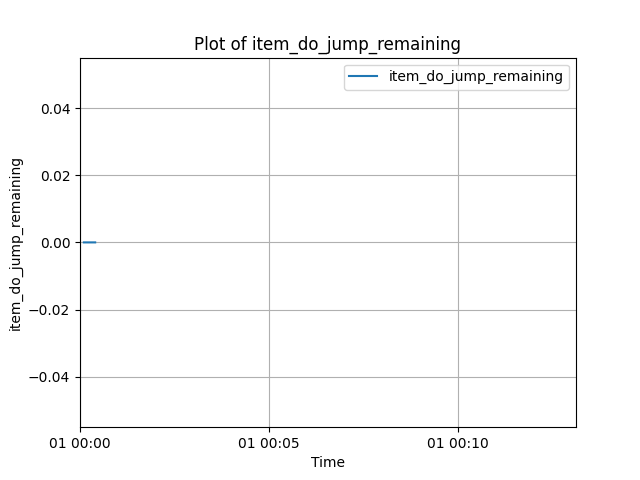 Plot of item_do_jump_remaining
item_do_jump_remaining
0.04
0.02
0.00
−0.02
−0.04
item_do_jump_remaining
01 00:00
01 00:05
01 00:10
Time